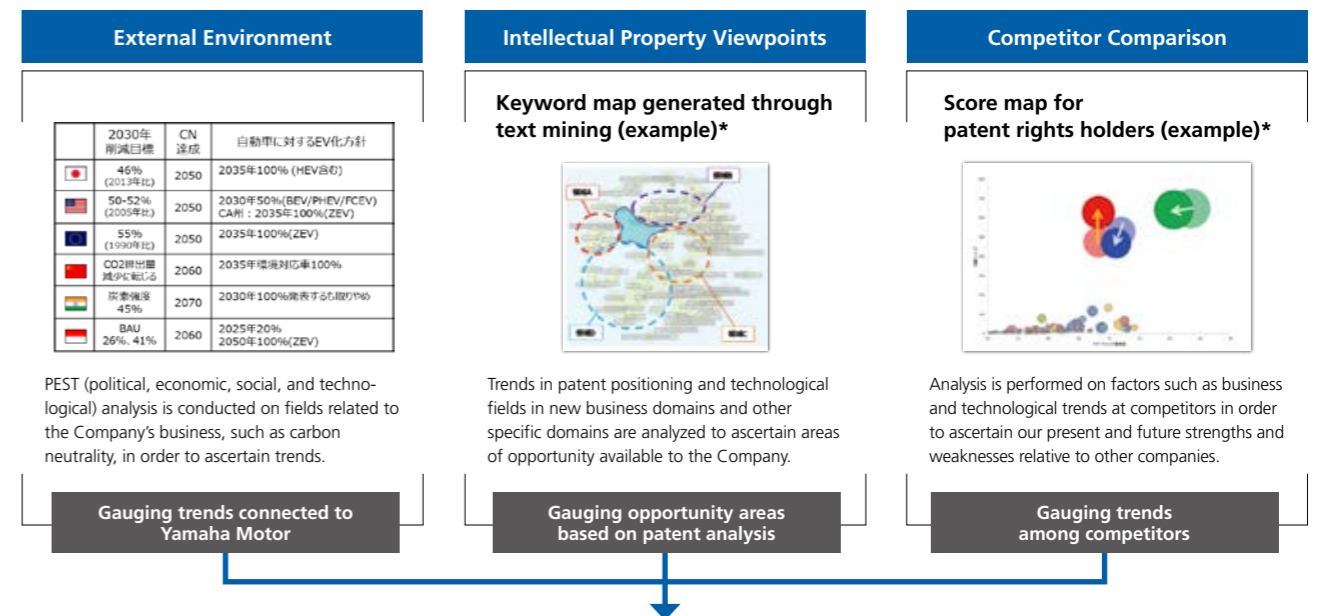 External Environment
2030年 削減目標
CN 達成
自動車に対するEV化方針
46% (2013年比)
2050
2035年100% (HEV含む)
50-52% (2005年比)
2050
2030年50%(BEV/PHEV/FCEV)
CA州：2035年100%(ZEV)
55% (1990年比)
2050
2035年100%(ZEV)
CO2排出量 減少に転じる
2060
2035年環境対応車100%
炭素強度 45%
2070
2030年100%発表するも取りやめ
BAU 26%、41%
2060
2025年20%
2050年100%(ZEV)
PEST (political, economic, social, and techno-
logical) analysis is conducted on fields related to
the Company's business, such as carbon
neutrality, in order to ascertain trends.
Gauging trends connected to
Yamaha Motor
Intellectual Property Viewpoints
Keyword map generated through
text mining (example)*
Trends in patent positioning and technological
fields in new business domains and other
specific domains are analyzed to ascertain areas
of opportunity available to the Company.
Gauging opportunity areas
based on patent analysis
Competitor Comparison
Score map for
patent rights holders (example)*
Analysis is performed on factors such as business
and technological trends at competitors in order
to ascertain our present and future strengths and
weaknesses relative to other companies.
Gauging trends
among competitors